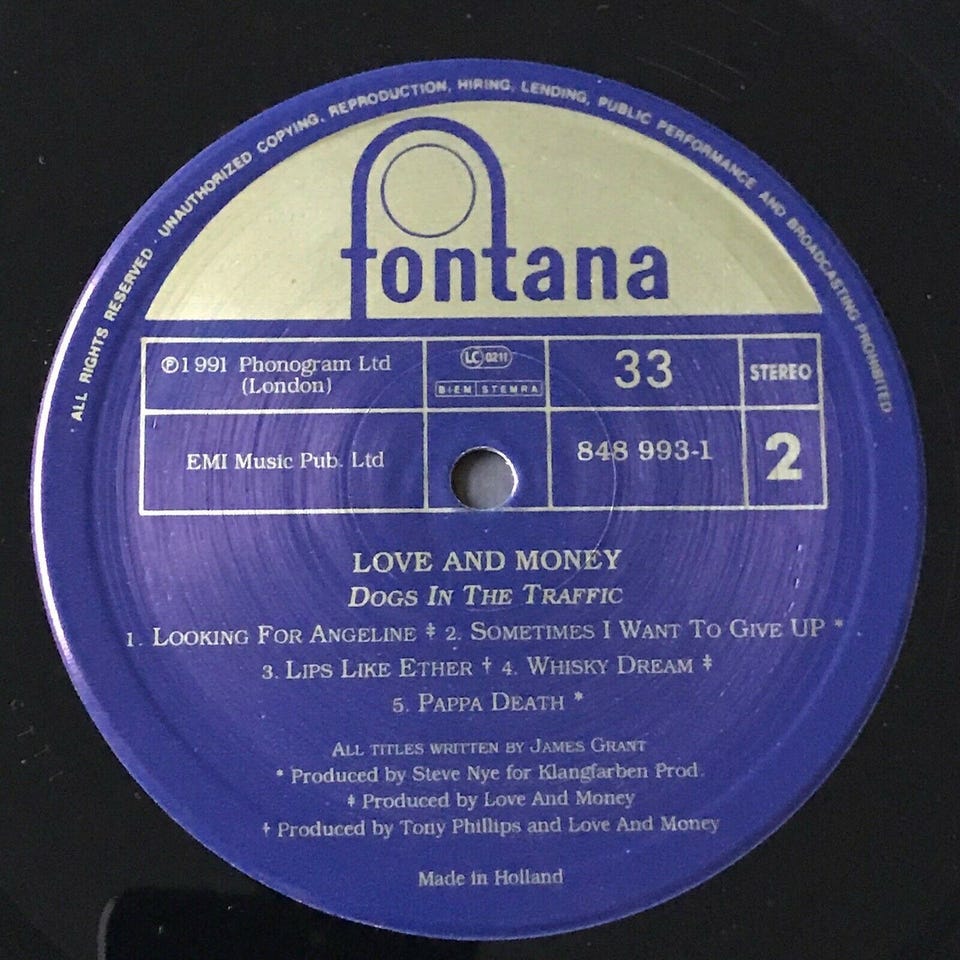 ALL RIGHTS RESERVED · UNAUTHORIZED COPYING, REPRODUCTION, HIRING, LENDING, PUBLIC PERFORMANCE AND BROADCASTING PROHIBITED
fontana
℗1991 Phonogram Ltd
(London)
LC 0211
BIEM STEMRA
33
STEREO
EMI Music Pub. Ltd
848 993-1
2
LOVE AND MONEY
DOGS IN THE TRAFFIC
1. LOOKING FOR ANGELINE ‡ 2. SOMETIMES I WANT TO GIVE UP *
3. LIPS LIKE ETHER † 4. WHISKY DREAM ‡
5. PAPPA DEATH *
ALL TITLES WRITTEN BY JAMES GRANT
* Produced by Steve Nye for Klangfarben Prod.
‡ Produced by Love And Money
† Produced by Tony Phillips and Love And Money
Made in Holland